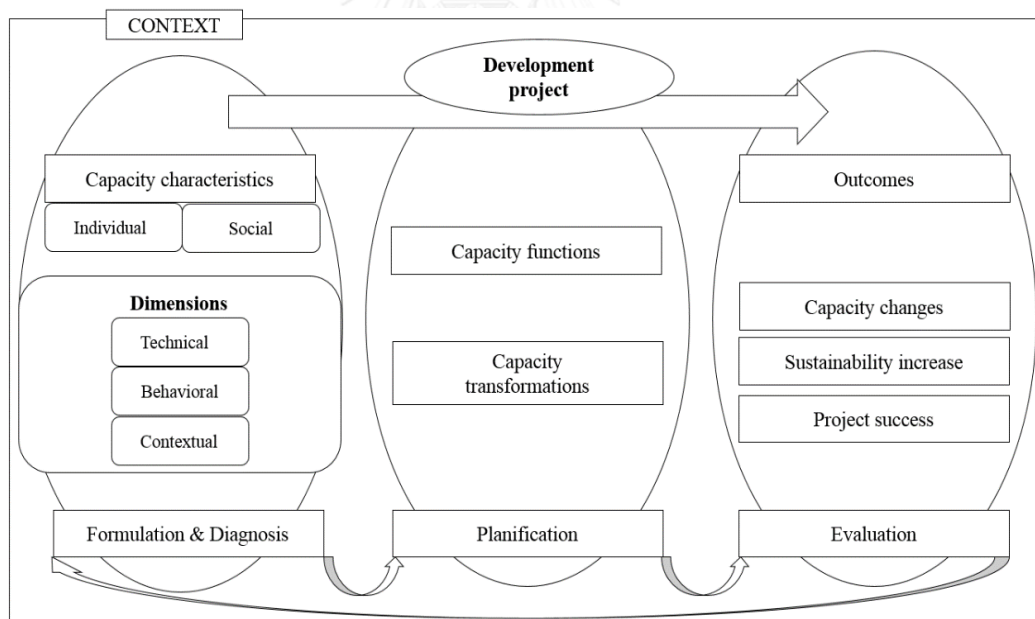 CONTEXT
Development
project
Capacity characteristics
Individual
Social
Dimensions
Technical
Behavioral
Contextual
Formulation & Diagnosis
Capacity functions
Capacity
transformations
Planification
Outcomes
Capacity changes
Sustainability increase
Project success
Evaluation